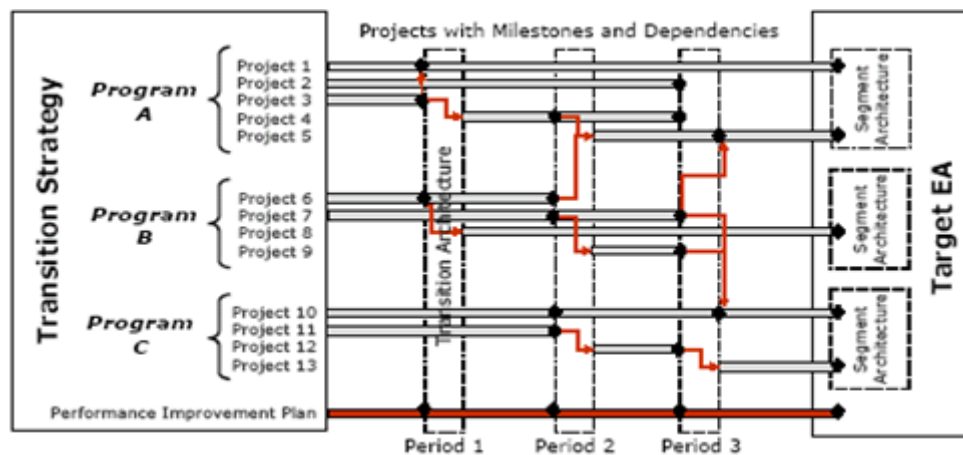 Projects with Milestones and Dependencies
Transition Strategy
Program
A
Project 1
Project 2
Project 3
Project 4
Project 5
Program
B
Project 6
Project 7
Project 8
Project 9
Program
C
Project 10
Project 11
Project 12
Project 13
Performance Improvement Plan
Transition Architecture
Period 1
Period 2
Period 3
Segment
Architecture
Segment
Architecture
Segment
Architecture
Target EA